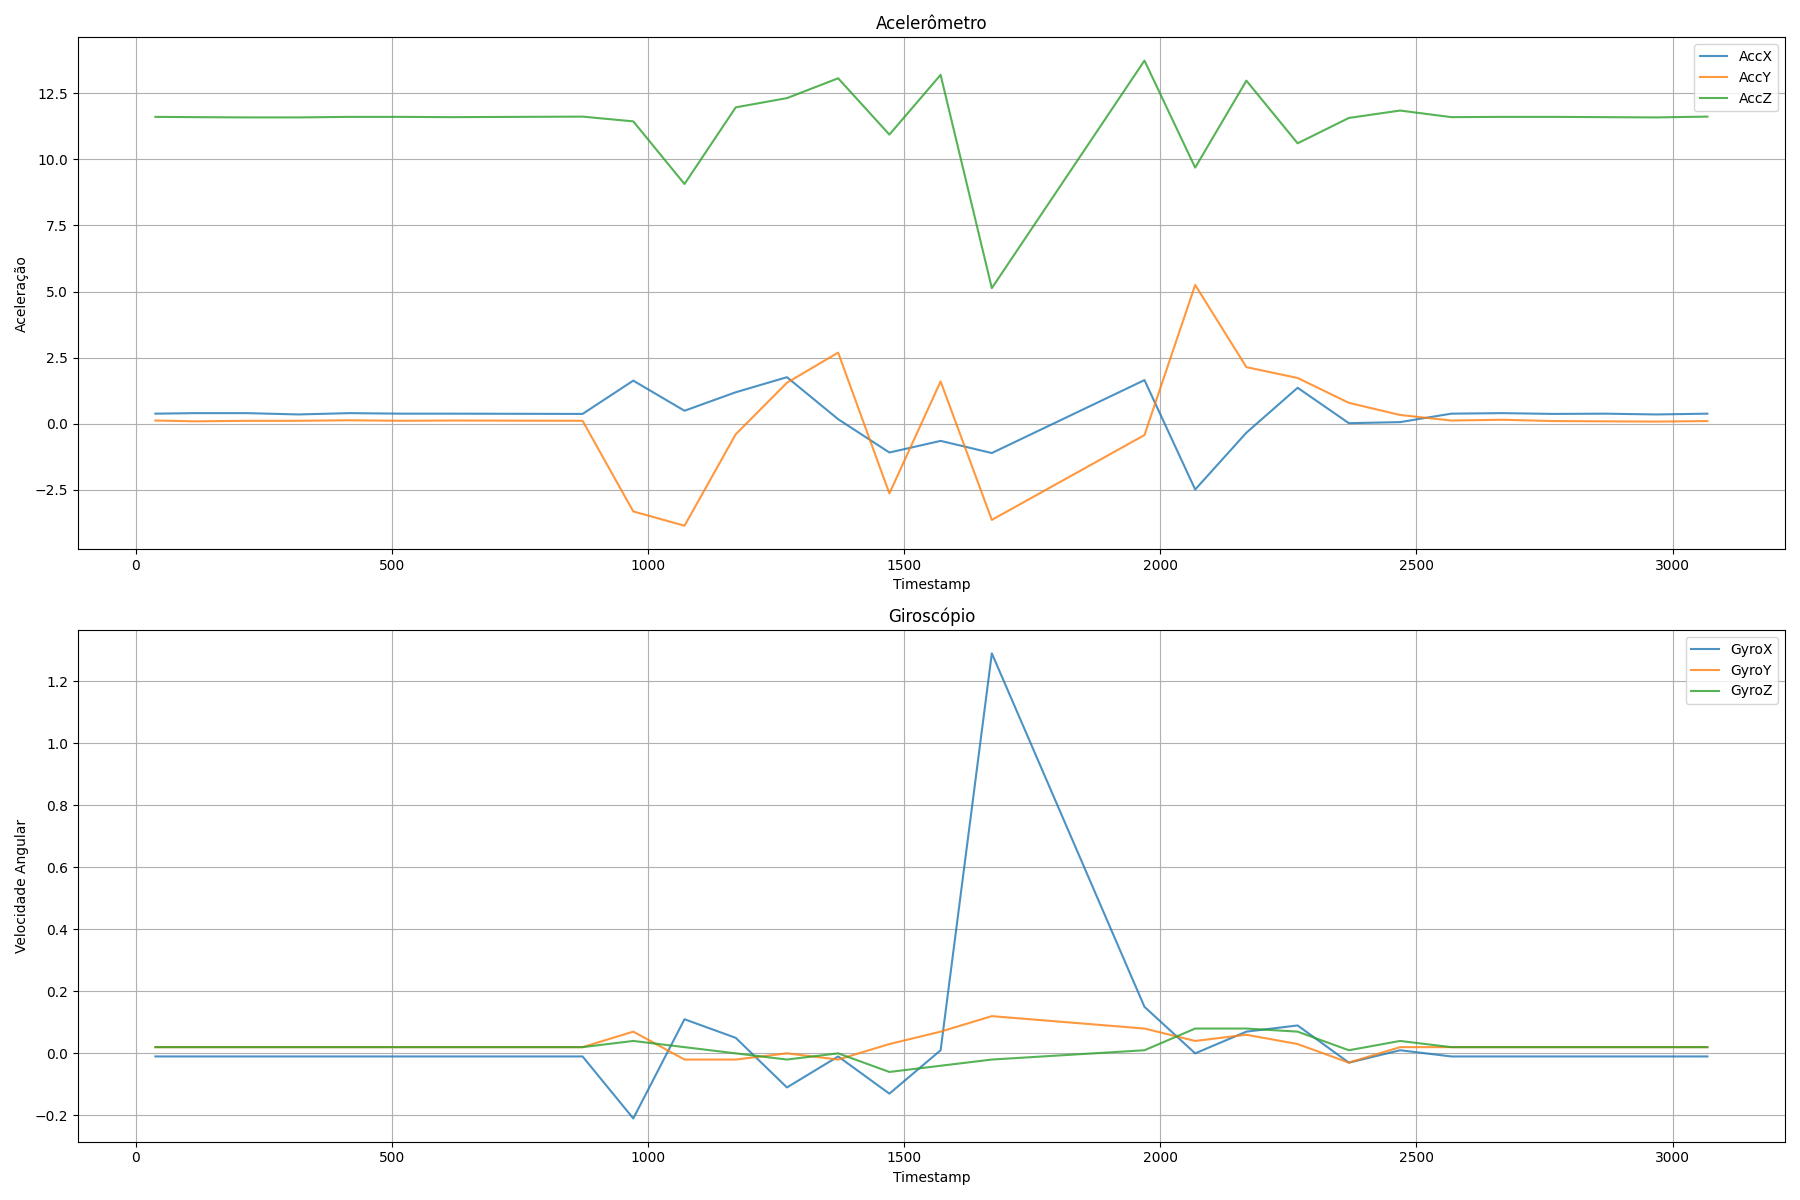 Acelerômetro
AccX
AccY
AccZ
12.5
10.0
7.5
5.0
2.5
0.0
−2.5
Aceleração
0 500 1000 1500 2000 2500 3000
Timestamp
Giroscópio
GyroX
GyroY
GyroZ
1.2
1.0
0.8
0.6
0.4
0.2
0.0
−0.2
Velocidade Angular
0 500 1000 1500 2000 2500 3000
Timestamp